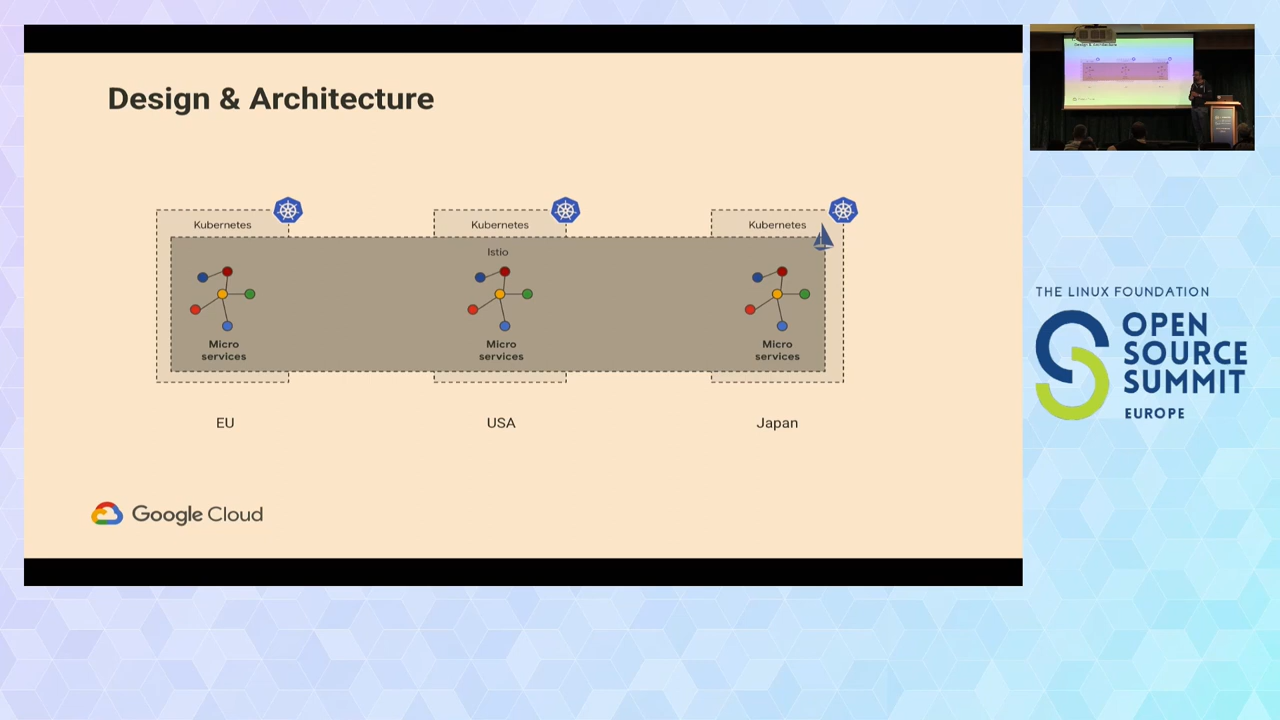 Design & Architecture
Kubernetes
Kubernetes
Kubernetes
Istio
Micro
services
Micro
services
Micro
services
EU
USA
Japan
Google Cloud
THE LINUX FOUNDATION
OPEN
SOURCE
SUMMIT
EUROPE